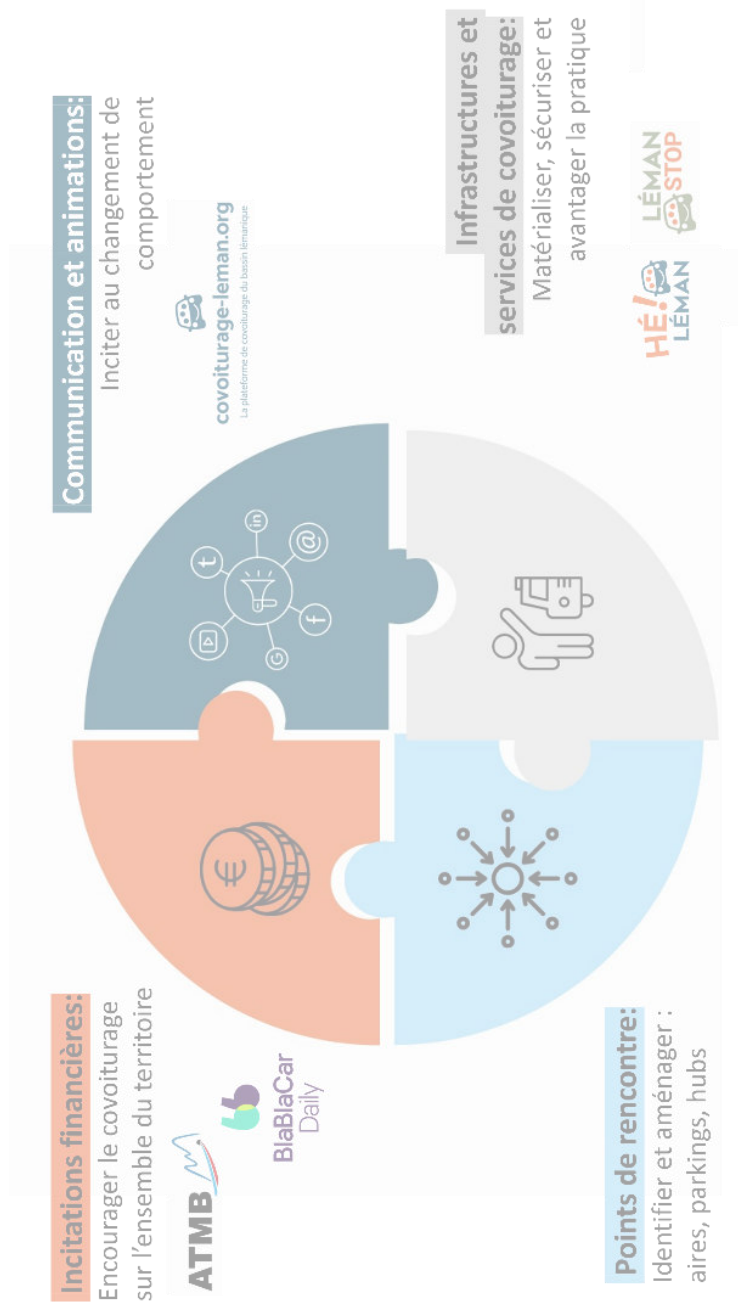 Incitations financières:
Encourager le covoiturage
sur l'ensemble du territoire
ATMB
BlaBlaCar
Daily
Communication et animations:
Inciter au changement de
comportement
covoiturage-leman.org
La plateforme de covoiturage du bassin lémanique
€
t
in
@
f
G
Points de rencontre:
Identifier et aménager :
aires, parkings, hubs
Infrastructures et
services de covoiturage:
Matérialiser, sécuriser et
avantager la pratique
HÉ!
LÉMAN
LÉMAN
STOP